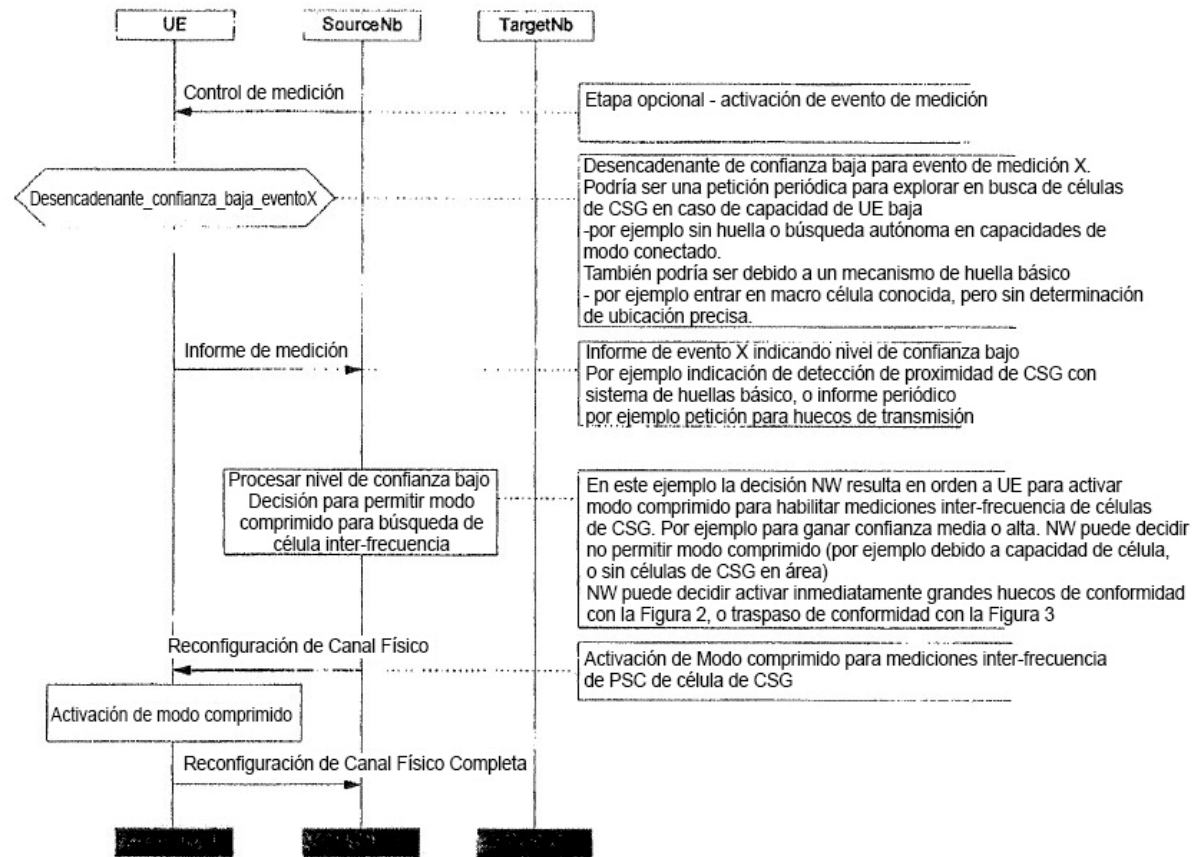 UE
SourceNb
TargetNb
Control de medición
Etapa opcional - activación de evento de medición
Desencadenante_confianza_baja_eventoX
Desencadenante de confianza baja para evento de medición X.
Podría ser una petición periódica para explorar en busca de células
de CSG en caso de capacidad de UE baja
-por ejemplo sin huella o búsqueda autónoma en capacidades de
modo conectado.
También podría ser debido a un mecanismo de huella básico
- por ejemplo entrar en macro célula conocida, pero sin determinación
de ubicación precisa.
Informe de medición
Informe de evento X indicando nivel de confianza bajo
Por ejemplo indicación de detección de proximidad de CSG con
sistema de huellas básico, o informe periódico
por ejemplo petición para huecos de transmisión
Procesar nivel de confianza bajo
Decisión para permitir modo
comprimido para búsqueda de
célula inter-frecuencia
En este ejemplo la decisión NW resulta en orden a UE para activar
modo comprimido para habilitar mediciones inter-frecuencia de células
de CSG. Por ejemplo para ganar confianza media o alta. NW puede decidir
no permitir modo comprimido (por ejemplo debido a capacidad de célula,
o sin células de CSG en área)
NW puede decidir activar inmediatamente grandes huecos de conformidad
con la Figura 2, o traspaso de conformidad con la Figura 3
Reconfiguración de Canal Físico
Activación de Modo comprimido para mediciones inter-frecuencia
de PSC de célula de CSG
Activación de modo comprimido
Reconfiguración de Canal Físico Completa